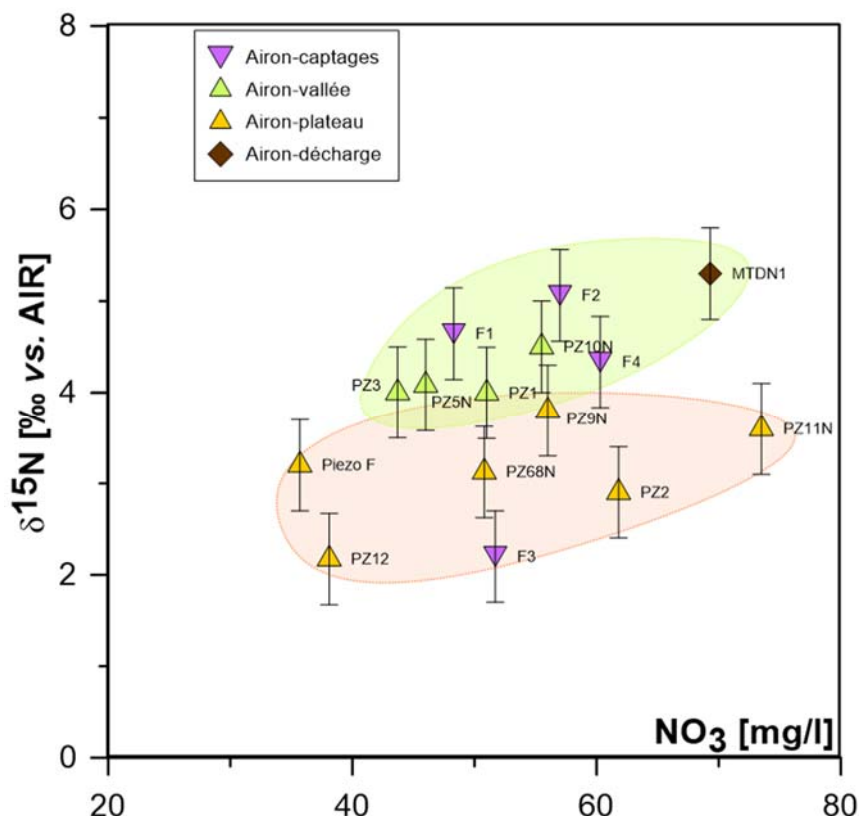 8
Airon-captages
Airon-vallée
Airon-plateau
Airon-décharge
6
MTDN1
F2
F1
PZ10N
F4
4
PZ3
PZ5N
PZ1
PZ9N
PZ11N
Piezo F
PZ68N
PZ2
PZ12
F3
2
δ15N [‰ vs. AIR]
NO3 [mg/l]
0
20 40 60 80